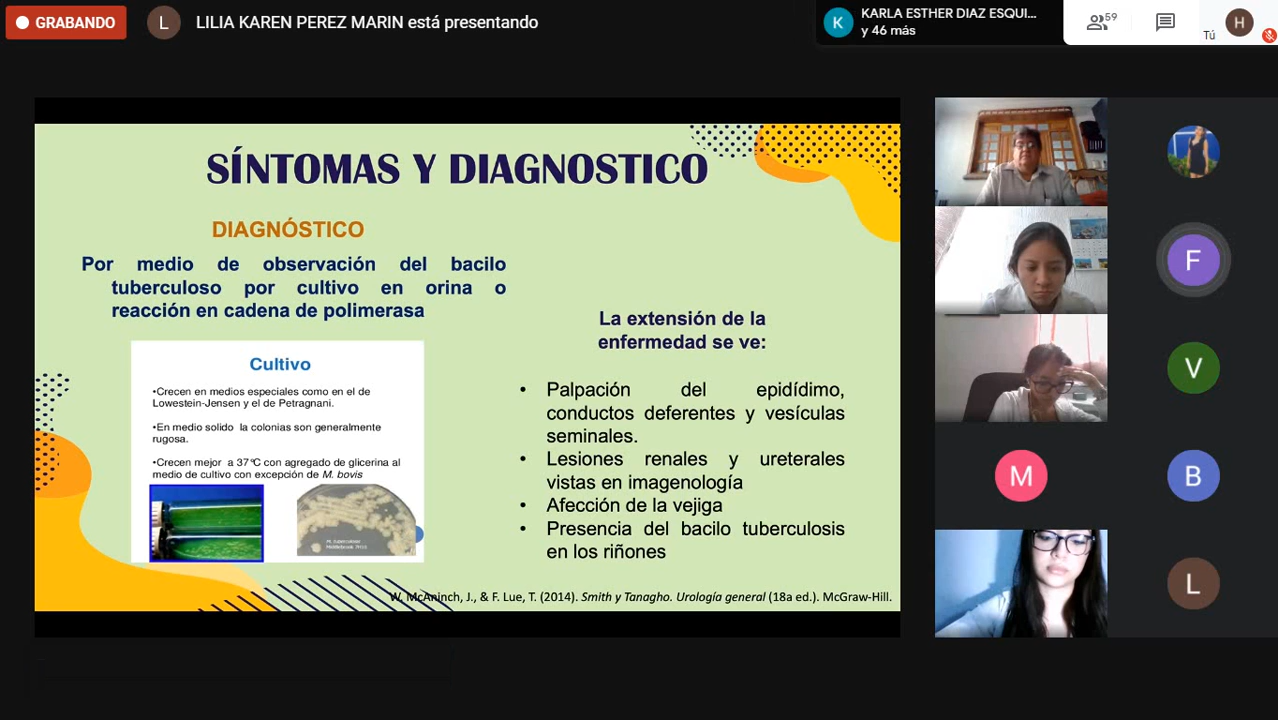 GRABANDO
L
LILIA KAREN PEREZ MARIN está presentando
K
KARLA ESTHER DIAZ ESQUI...
y 46 más
59
Tú
H
SÍNTOMAS Y DIAGNOSTICO
DIAGNÓSTICO
Por medio de observación del bacilo
tuberculoso por cultivo en orina o
reacción en cadena de polimerasa
Cultivo
•Crecen en medios especiales como en el de
Lowestein-Jensen y el de Petragnani.
•En medio solido la colonias son generalmente
rugosa.
•Crecen mejor a 37°C con agregado de glicerina al
medio de cultivo con excepción de M. bovis
La extensión de la
enfermedad se ve:
• Palpación del epidídimo,
conductos deferentes y vesículas
seminales.
• Lesiones renales y ureterales
vistas en imagenología
• Afección de la vejiga
• Presencia del bacilo tuberculosis
en los riñones
W. McAninch, J., & F. Lue, T. (2014). Smith y Tanagho. Urología general (18a ed.). McGraw-Hill.
F
V
M
B
L